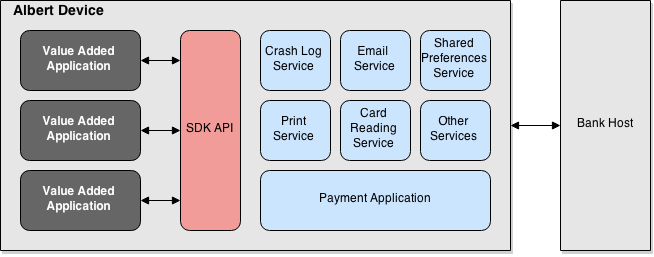 Albert Device
Value Added
Application
Value Added
Application
Value Added
Application
SDK API
Crash Log
Service
Email
Service
Shared
Preferences
Service
Print
Service
Card
Reading
Service
Other
Services
Payment Application
Bank Host